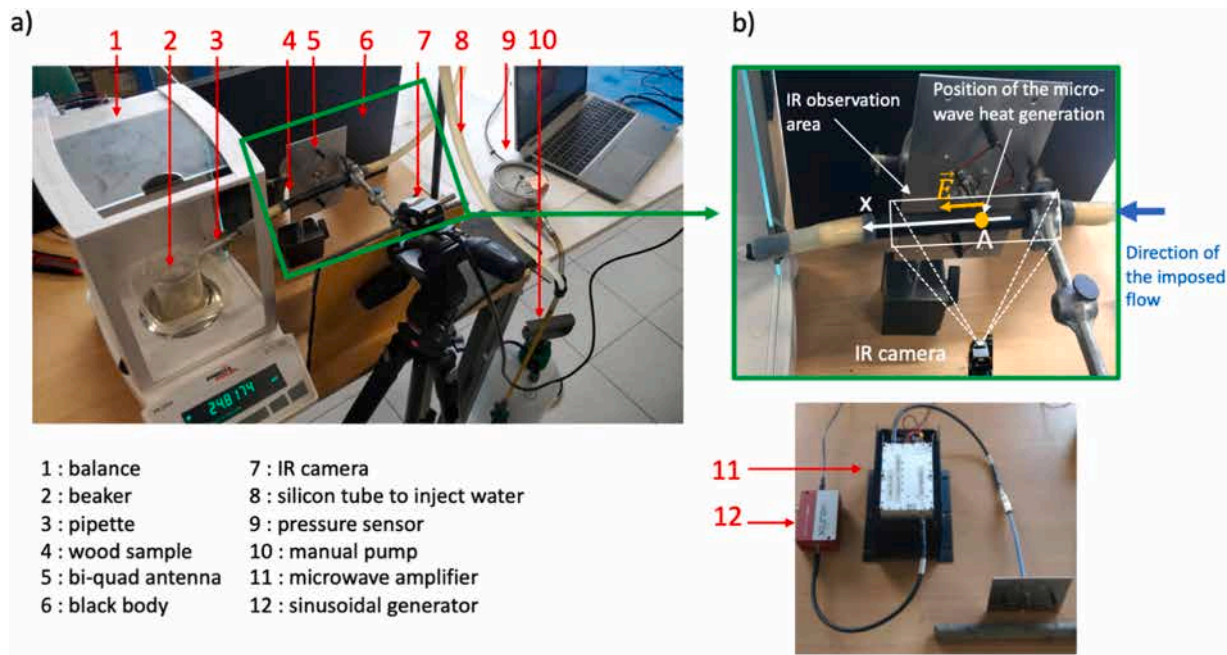 a)
1 2 3 4 5 6 7 8 9 10
248174
1 : balance
2 : beaker
3 : pipette
4 : wood sample
5 : bi-quad antenna
6 : black body
7 : IR camera
8 : silicon tube to inject water
9 : pressure sensor
10 : manual pump
11 : microwave amplifier
12 : sinusoidal generator
b)
IR observation
area
Position of the micro-
wave heat generation
E
X
A
Direction of
the imposed
flow
IR camera
11
12